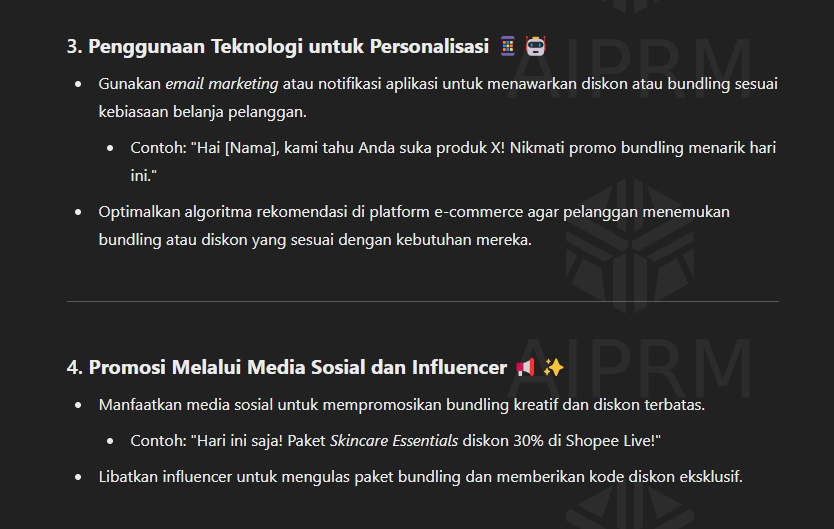 3. Penggunaan Teknologi untuk Personalisasi 📱🤖
• Gunakan email marketing atau notifikasi aplikasi untuk menawarkan diskon atau bundling sesuai
kebiasaan belanja pelanggan.
• Contoh: "Hai [Nama], kami tahu Anda suka produk X! Nikmati promo bundling menarik hari
ini."
• Optimalkan algoritma rekomendasi di platform e-commerce agar pelanggan menemukan
bundling atau diskon yang sesuai dengan kebutuhan mereka.
4. Promosi Melalui Media Sosial dan Influencer 📢✨
• Manfaatkan media sosial untuk mempromosikan bundling kreatif dan diskon terbatas.
• Contoh: "Hari ini saja! Paket Skincare Essentials diskon 30% di Shopee Live!"
• Libatkan influencer untuk mengulas paket bundling dan memberikan kode diskon eksklusif.
AIPRM
AIPRM